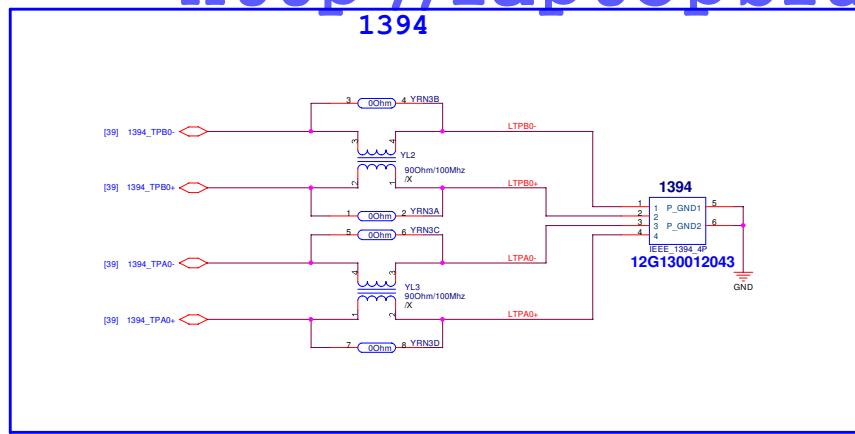 1394
3 0Ohm 4 YRN3B
[39] 1394_TPB0-
LTPB0-
3 4
YL2
90Ohm/100Mhz
/X
2 1
[39] 1394_TPB0+
LTPB0+
1 0Ohm 2 YRN3A
5 0Ohm 6 YRN3C
[39] 1394_TPA0-
LTPA0-
4 3
YL3
90Ohm/100Mhz
/X
1 2
[39] 1394_TPA0+
LTPA0+
7 0Ohm 8 YRN3D
1394
1 1 P_GND1 5
2 2
3 3 P_GND2 6
4 4
IEEE_1394_4P
12G130012043
GND